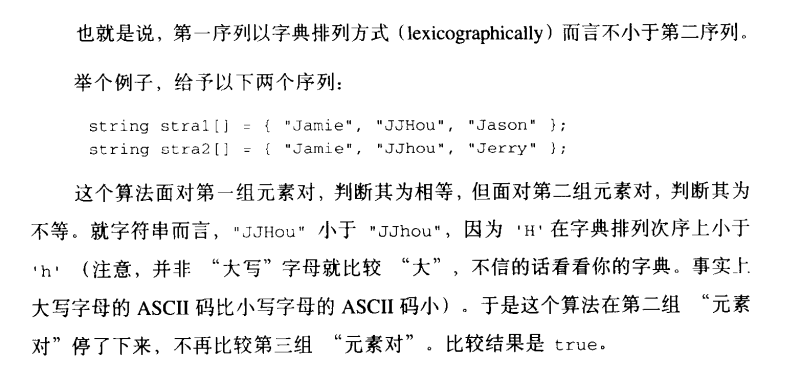 也就是说，第一序列以字典排列方式（lexicographically）而言不小于第二序列。
举个例子，给予以下两个序列：
string stra1[] = { "Jamie", "JJHou", "Jason" };
string stra2[] = { "Jamie", "JJhou", "Jerry" };
这个算法面对第一组元素对，判断其为相等，但面对第二组元素对，判断其为
不等。就字符串而言，"JJHou" 小于 "JJhou"，因为 'H' 在字典排列次序上小于
'h' （注意，并非 “大写”字母就比较 “大”，不信的话看看你的字典。事实上
大写字母的 ASCII 码比小写字母的 ASCII 码小）。于是这个算法在第二组 “元素
对”停了下来，不再比较第三组 “元素对”。比较结果是 true。